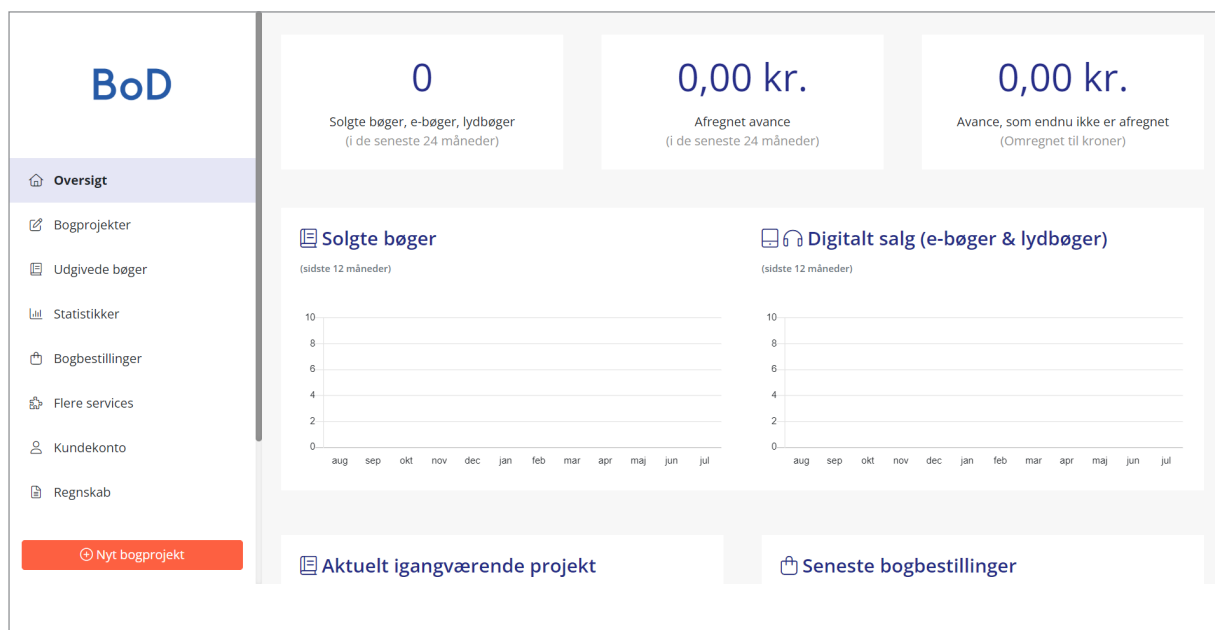 BoD
Oversigt
Bogprojekter
Udgivede bøger
Statistikker
Bogbestillinger
Flere services
Kundekonto
Regnskab
Nyt bogprojekt
0
Solgte bøger, e-bøger, lydbøger
(i de seneste 24 måneder)
0,00 kr.
Afregnet avance
(i de seneste 24 måneder)
0,00 kr.
Avance, som endnu ikke er afregnet
(Omregnet til kroner)
Solgte bøger
(sidste 12 måneder)
10
8
6
4
2
0
aug sep okt nov dec jan feb mar apr maj jun jul
Digitalt salg (e-bøger & lydbøger)
(sidste 12 måneder)
10
8
6
4
2
0
aug sep okt nov dec jan feb mar apr maj jun jul
Aktuelt igangværende projekt
Seneste bogbestillinger